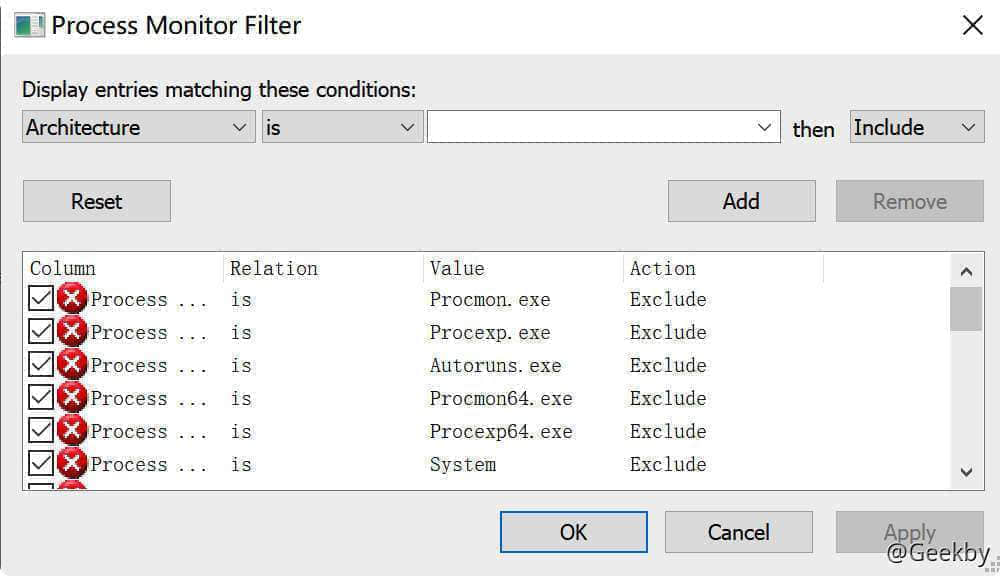 Process Monitor Filter
Display entries matching these conditions:
Architecture is then Include
Reset Add Remove
Column Relation Value Action
Process ... is Procmon.exe Exclude
Process ... is Procexp.exe Exclude
Process ... is Autoruns.exe Exclude
Process ... is Procmon64.exe Exclude
Process ... is Procexp64.exe Exclude
Process ... is System Exclude
OK Cancel Apply
@Geekby